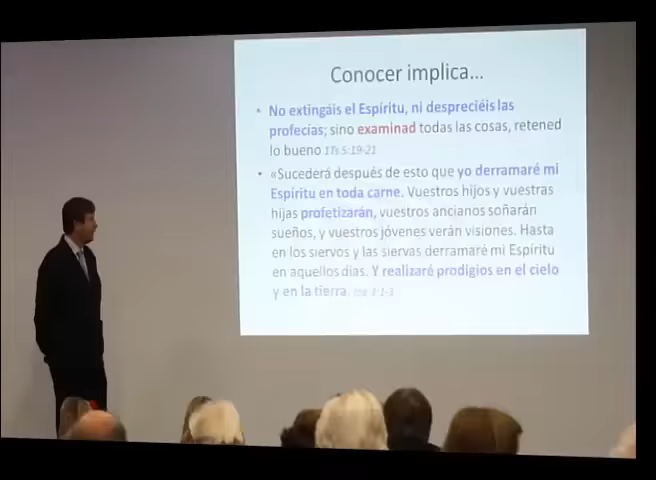 Conocer implica...
• No extingáis el Espíritu, ni despreciéis las
profecías; sino examinad todas las cosas, retened
lo bueno 1Ts 5:19-21
• «Sucederá después de esto que yo derramaré mi
Espíritu en toda carne. Vuestros hijos y vuestras
hijas profetizarán, vuestros ancianos soñarán
sueños, y vuestros jóvenes verán visiones. Hasta
en los siervos y las siervas derramaré mi Espíritu
en aquellos días. Y realizaré prodigios en el cielo
y en la tierra. 3:1-3